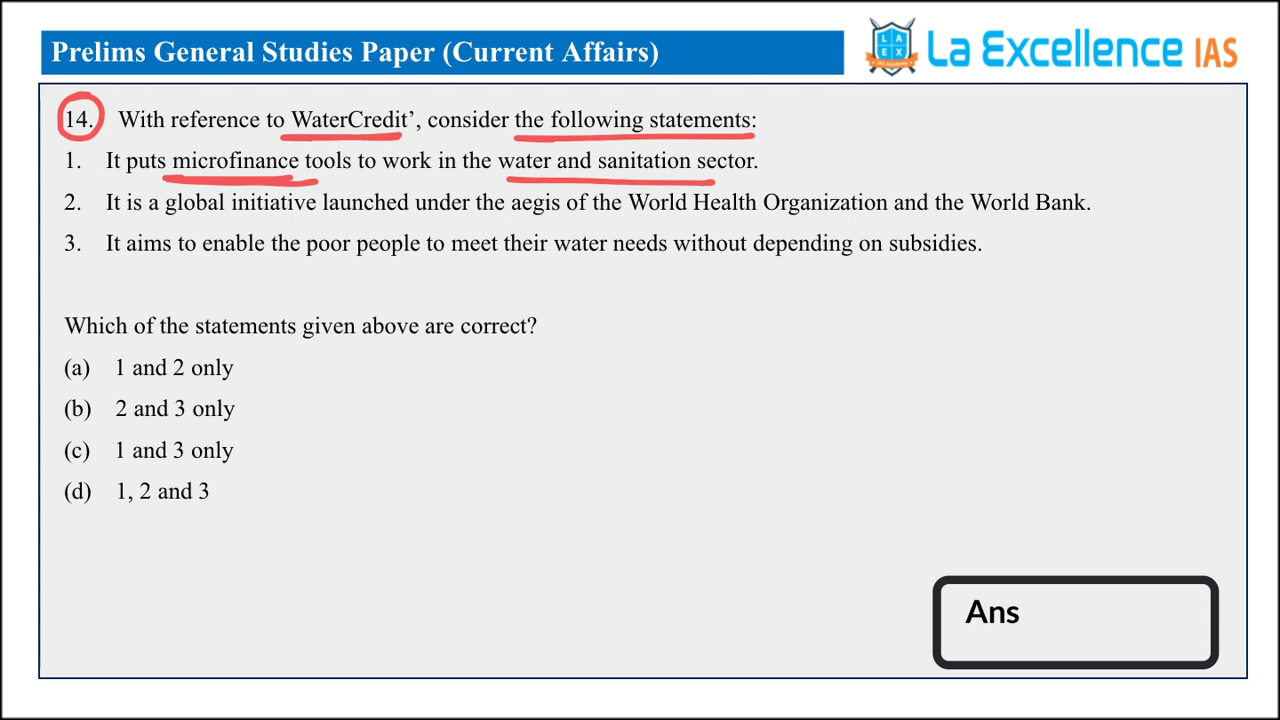 Prelims General Studies Paper (Current Affairs)
L A
E X
La Excellence IAS
14. With reference to WaterCredit’, consider the following statements:
1. It puts microfinance tools to work in the water and sanitation sector.
2. It is a global initiative launched under the aegis of the World Health Organization and the World Bank.
3. It aims to enable the poor people to meet their water needs without depending on subsidies.
Which of the statements given above are correct?
(a) 1 and 2 only
(b) 2 and 3 only
(c) 1 and 3 only
(d) 1, 2 and 3
Ans